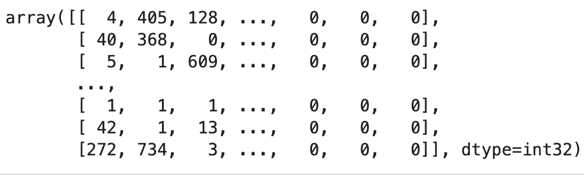 array([[  4, 405, 128, ...,   0,   0,   0],
       [ 40, 368,   0, ...,   0,   0,   0],
       [  5,   1, 609, ...,   0,   0,   0],
       ...,
       [  1,   1,   1, ...,   0,   0,   0],
       [ 42,   1,  13, ...,   0,   0,   0],
       [272, 734,   3, ...,   0,   0,   0]], dtype=int32)